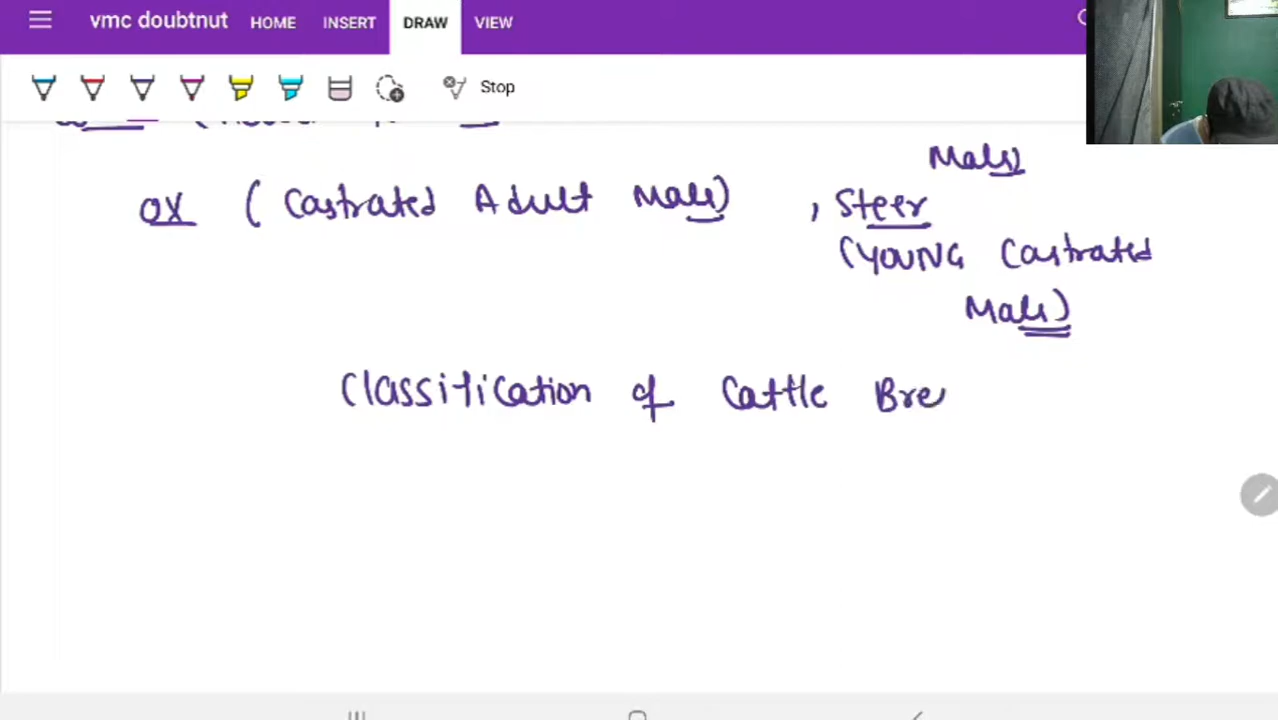 vmc doubtnut HOME INSERT DRAW VIEW
Stop
Male)
OX ( Castrated Adult Male) , Steer
(YOUNG Castrated
Male)
Classification of Cattle Bre